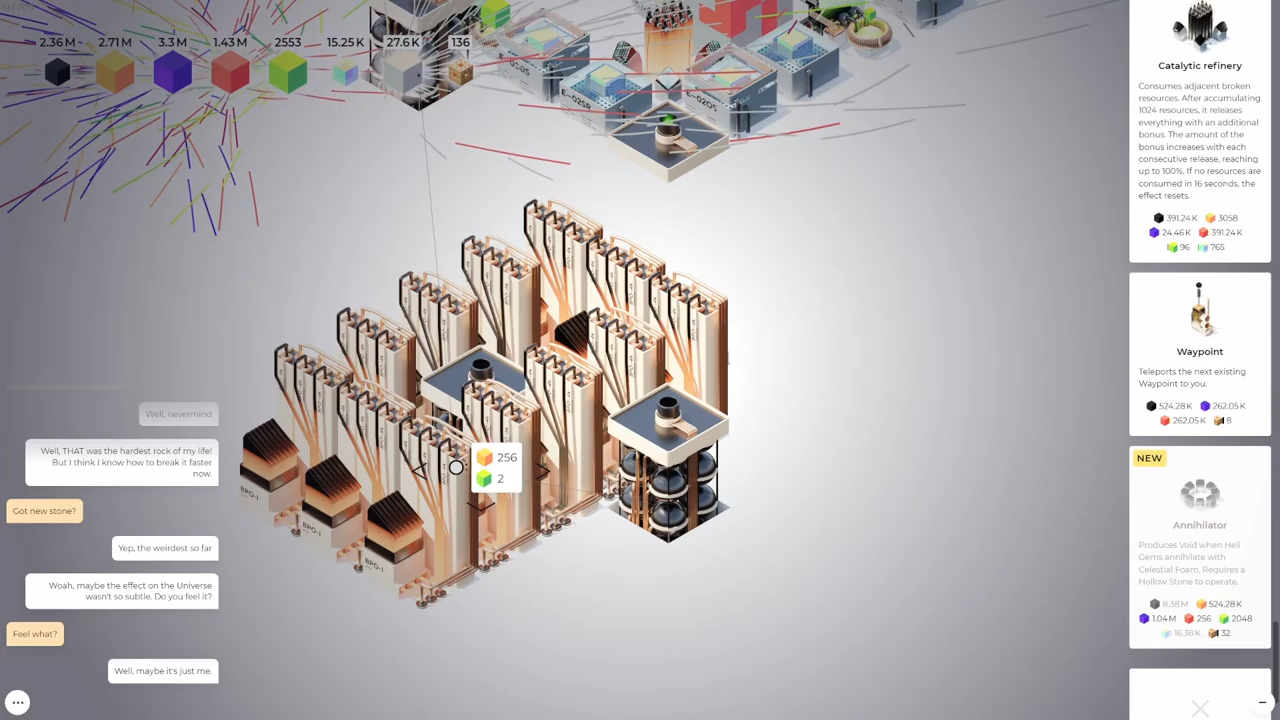 2.36 M
2.71 M
3.3 M
1.43 M
2553
15.25 K
27.6 K
136
E-02S
E-02SR
E-02OS
Well, nevermind
Well, THAT was the hardest rock of my life!
But I think I know how to break it faster
now.
Got new stone?
Yep, the weirdest so far
Woah, maybe the effect on the Universe
wasn't so subtle. Do you feel it?
Feel what?
Well, maybe it's just me.
BPO-I
BPO-I
BPO-I
256
2
Catalytic refinery
Consumes adjacent broken
resources. After accumulating
1024 resources, it releases
everything with an additional
bonus. The amount of the
bonus increases with each
consecutive release, reaching
up to 100%. If no resources are
consumed in 16 seconds, the
effect resets.
391.24 K 3058
24.46 K 391.24 K
96 765
Waypoint
Teleports the next existing
Waypoint to you.
524.28 K 262.05 K
262.05 K 8
NEW
Annihilator
Produces Void when Hell
Gems annihilate with
Celestial Foam. Requires a
Hollow Stone to operate.
8.38 M 524.28 K
1.04 M 256 2048
16.38 K 32